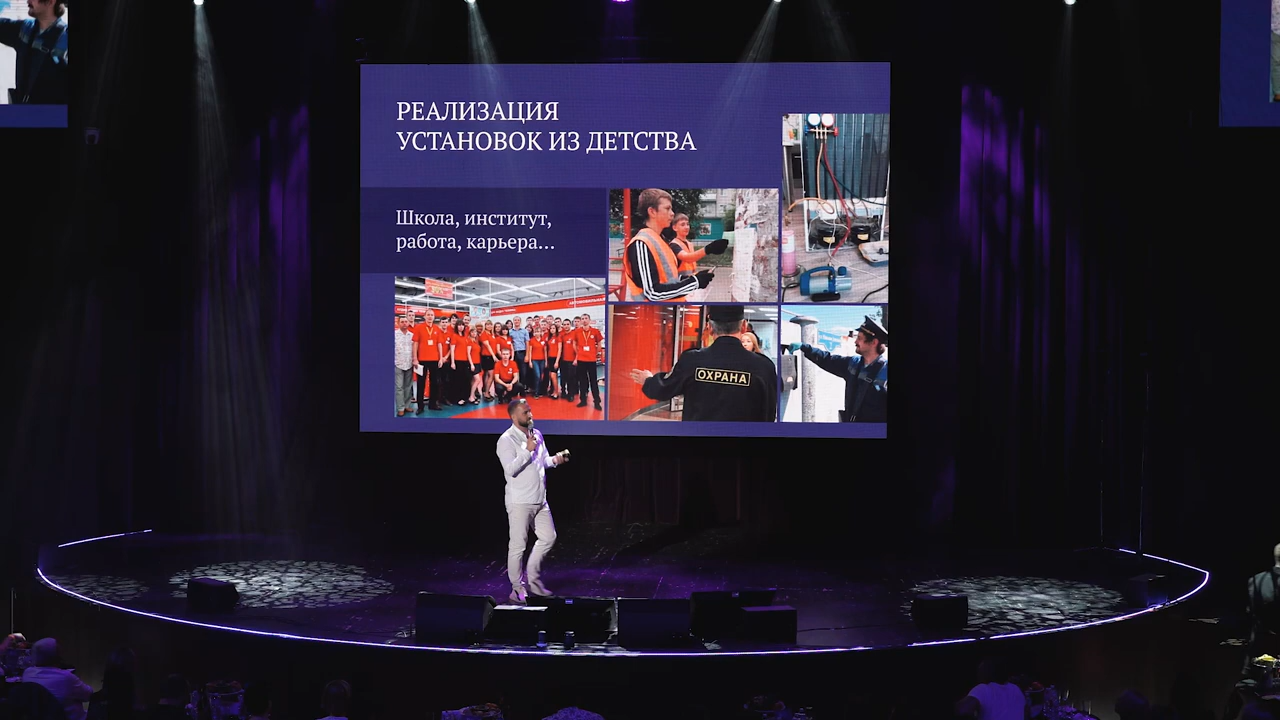 РЕАЛИЗАЦИЯ
УСТАНОВОК ИЗ ДЕТСТВА
Школа, институт,
работа, карьера...
ОХРАНА